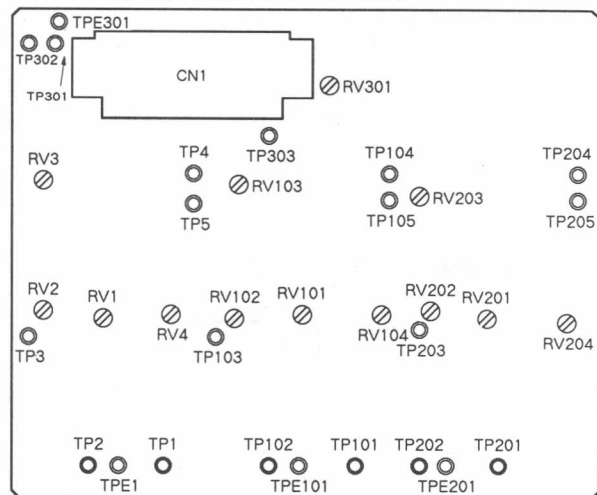 TPE301
TP302
TP301
CN1
RV301
TP303
RV3
TP4
RV103
TP104
RV203
TP204
TP5
TP105
TP205
RV2
RV1
RV4
RV102
RV101
RV104
RV202
RV201
RV204
TP3
TP103
TP203
TP2
TPE1
TP1
TP102
TPE101
TP101
TP202
TPE201
TP201